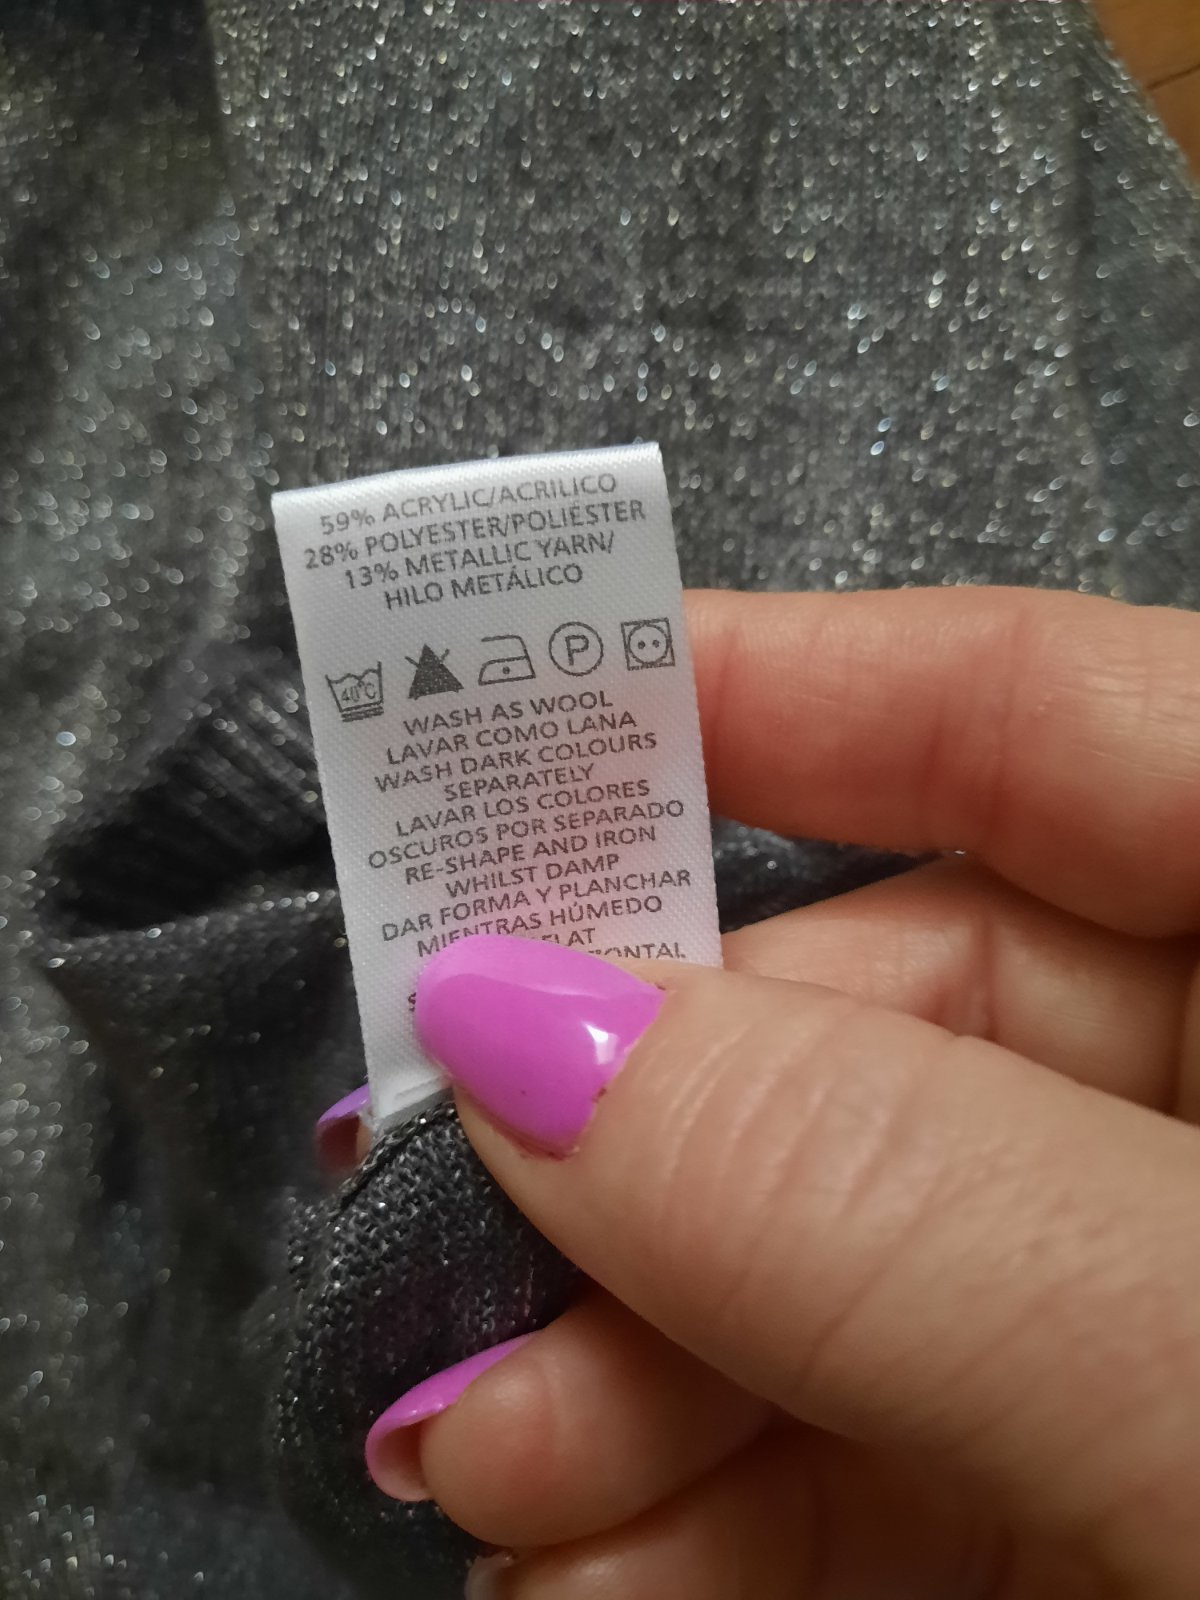 59% ACRYLIC/ACRILICO
28% POLYESTER/POLIÉSTER
13% METALLIC YARN/
HILO METÁLICO
40°C P
WASH AS WOOL
LAVAR COMO LANA
WASH DARK COLOURS
SEPARATELY
LAVAR LOS COLORES
OSCUROS POR SEPARADO
RE-SHAPE AND IRON
WHILST DAMP
DAR FORMA Y PLANCHAR
MIENTRAS HÚMEDO
FLAT